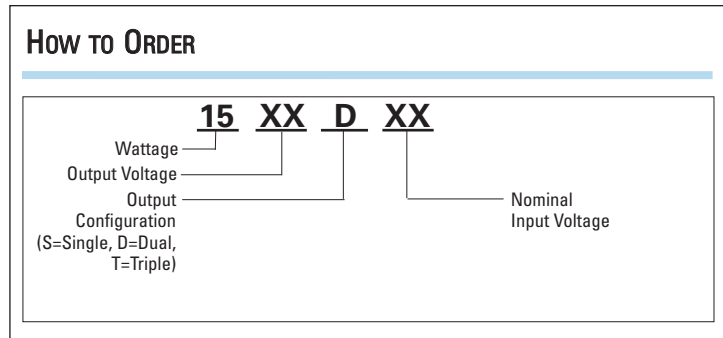 HOW TO ORDER
15 XX D XX
Wattage
Output Voltage
Output
Configuration
(S=Single, D=Dual,
T=Triple)
Nominal
Input Voltage